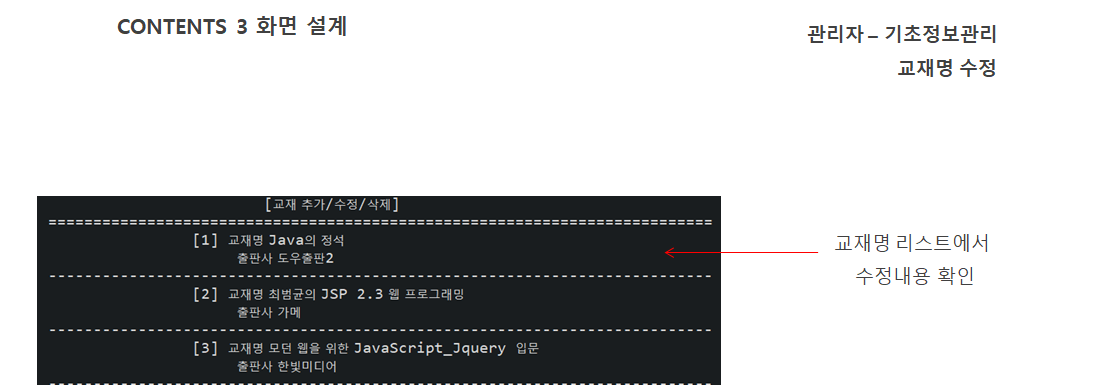 CONTENTS 3 화면 설계
관리자 – 기초정보관리
교재명 수정
[교재 추가/수정/삭제]
==========================================================================
[1] 교재명 Java의 정석
출판사 도우출판2
--------------------------------------------------------------------------
[2] 교재명 최범균의 JSP 2.3 웹 프로그래밍
출판사 가메
--------------------------------------------------------------------------
[3] 교재명 모던 웹을 위한 JavaScript_Jquery 입문
출판사 한빛미디어
--------------------------------------------------------------------------
교재명 리스트에서
수정내용 확인